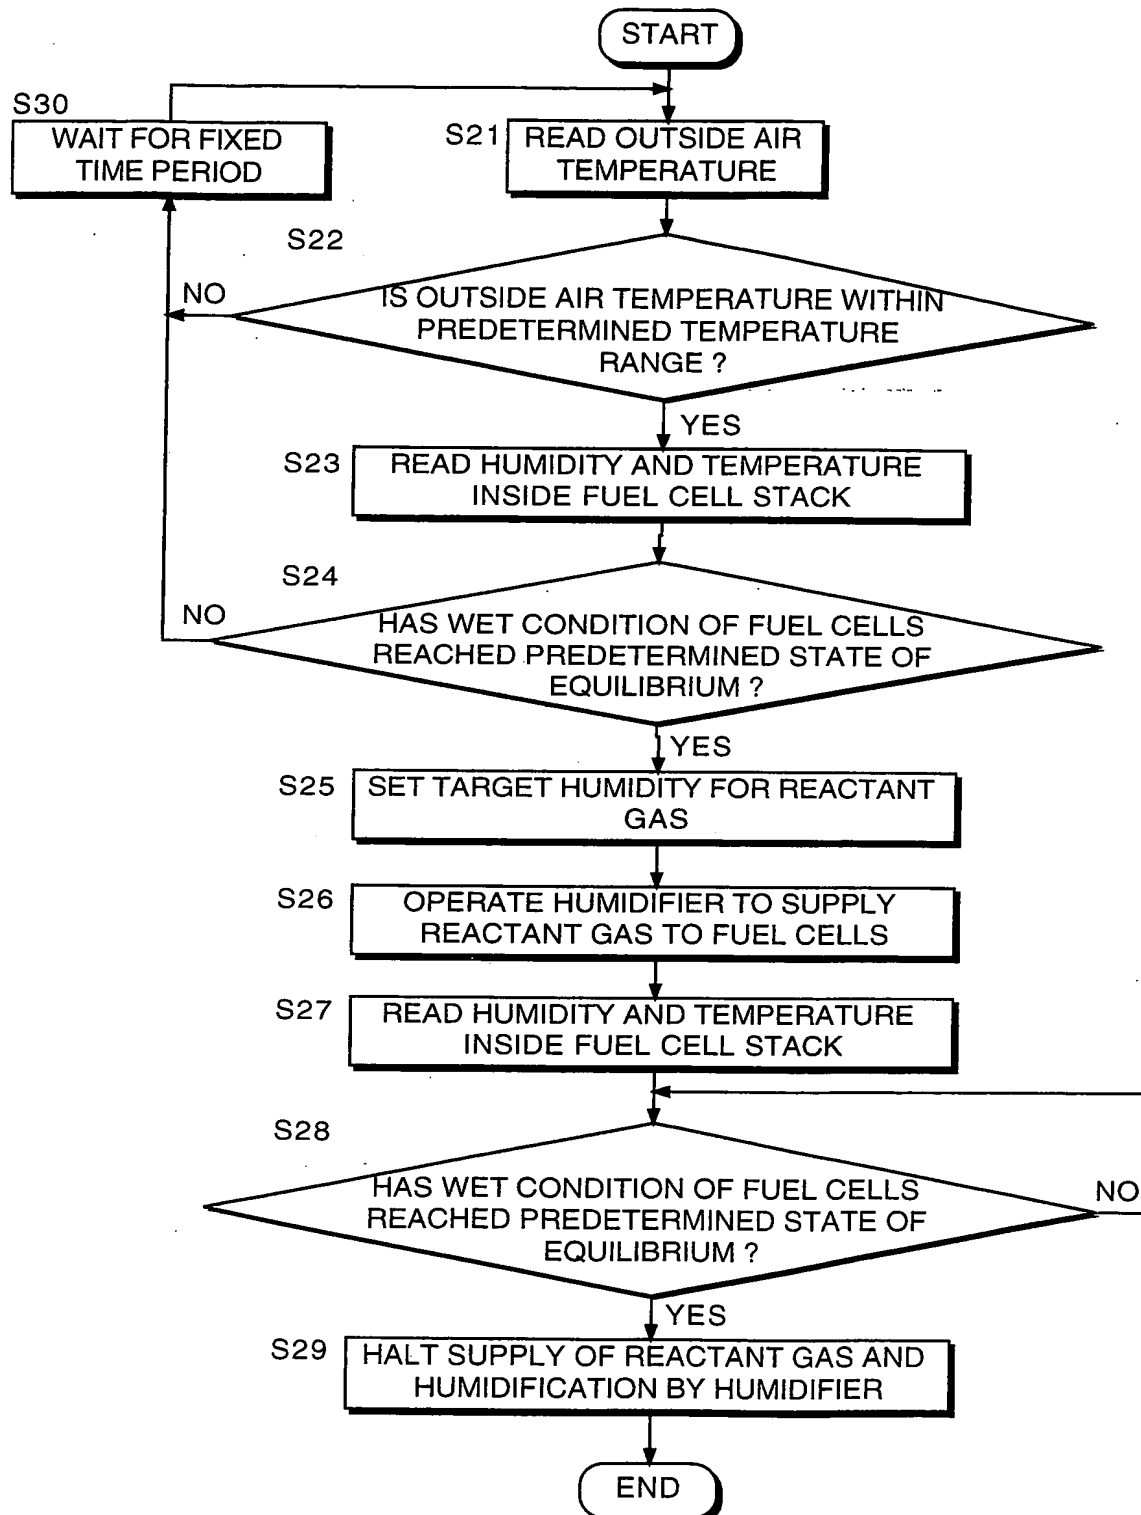 START
S30
WAIT FOR FIXED
TIME PERIOD
S21
READ OUTSIDE AIR
TEMPERATURE
S22
NO
IS OUTSIDE AIR TEMPERATURE WITHIN
PREDETERMINED TEMPERATURE
RANGE ?
YES
S23
READ HUMIDITY AND TEMPERATURE
INSIDE FUEL CELL STACK
S24
NO
HAS WET CONDITION OF FUEL CELLS
REACHED PREDETERMINED STATE OF
EQUILIBRIUM ?
YES
S25
SET TARGET HUMIDITY FOR REACTANT
GAS
S26
OPERATE HUMIDIFIER TO SUPPLY
REACTANT GAS TO FUEL CELLS
S27
READ HUMIDITY AND TEMPERATURE
INSIDE FUEL CELL STACK
S28
HAS WET CONDITION OF FUEL CELLS
REACHED PREDETERMINED STATE OF
EQUILIBRIUM ?
NO
YES
S29
HALT SUPPLY OF REACTANT GAS AND
HUMIDIFICATION BY HUMIDIFIER
END